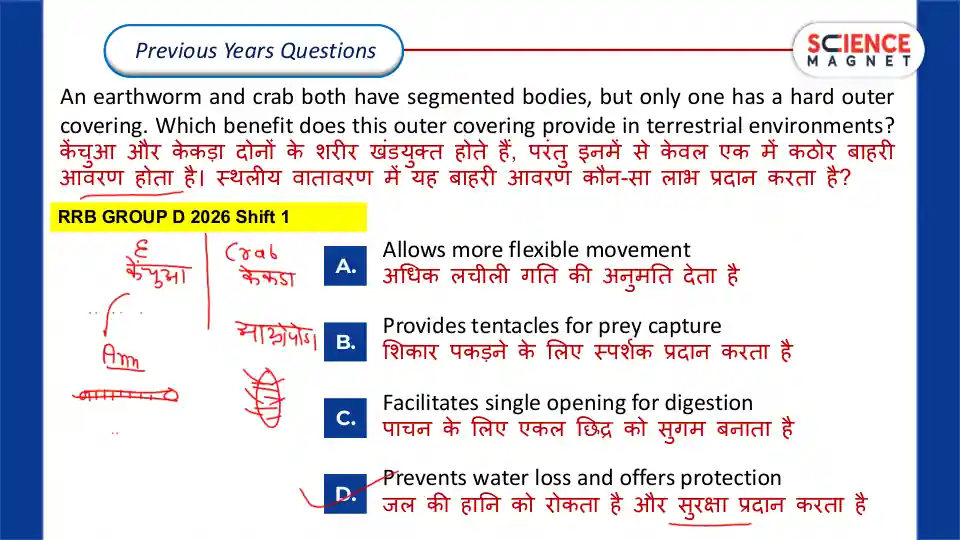 Previous Years Questions
SCIENCE
MAGNET
An earthworm and crab both have segmented bodies, but only one has a hard outer
covering. Which benefit does this outer covering provide in terrestrial environments?
केंचुआ और केकड़ा दोनों के शरीर खंडयुक्त होते हैं, परंतु इनमें से केवल एक में कठोर बाहरी
आवरण होता है। स्थलीय वातावरण में यह बाहरी आवरण कौन-सा लाभ प्रदान करता है?
RRB GROUP D 2026 Shift 1
केंचुआ
Crab
केकडा
Ann
A.
Allows more flexible movement
अधिक लचीली गति की अनुमति देता है
B.
Provides tentacles for prey capture
शिकार पकड़ने के लिए स्पर्शक प्रदान करता है
C.
Facilitates single opening for digestion
पाचन के लिए एकल छिद्र को सुगम बनाता है
D.
Prevents water loss and offers protection
जल की हानि को रोकता है और सुरक्षा प्रदान करता है